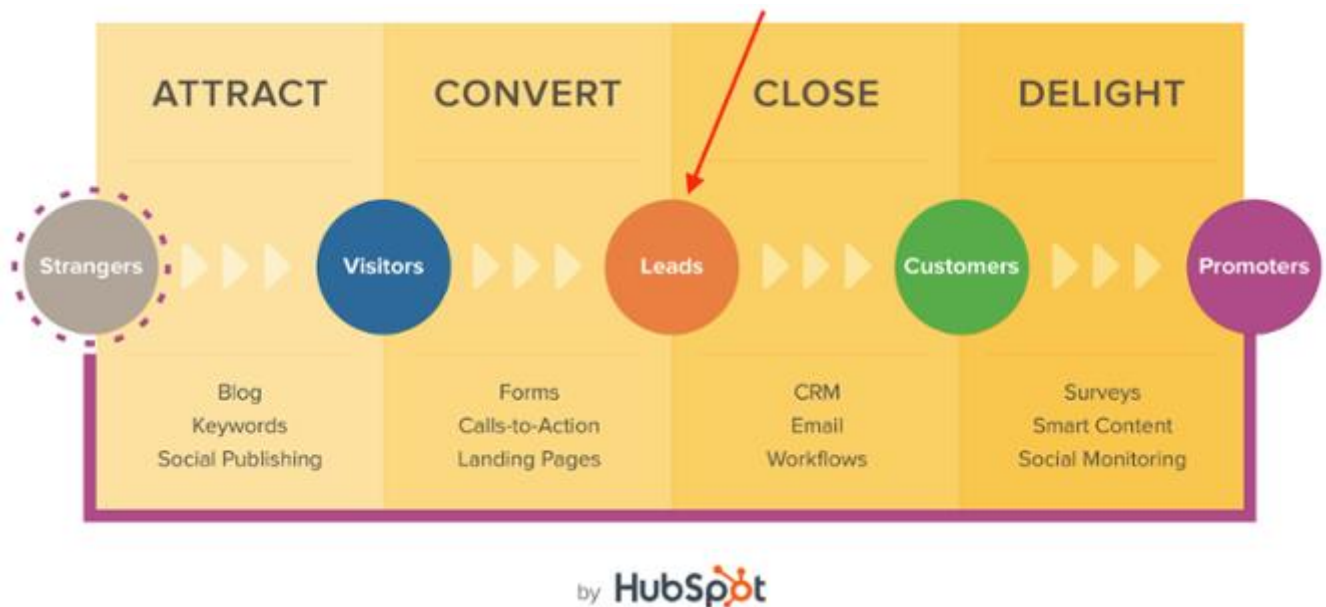 ATTRACT CONVERT CLOSE DELIGHT
Strangers Visitors Leads Customers Promoters
Blog Forms CRM Surveys
Keywords Calls-to-Action Email Smart Content
Social Publishing Landing Pages Workflows Social Monitoring
by HubSpot